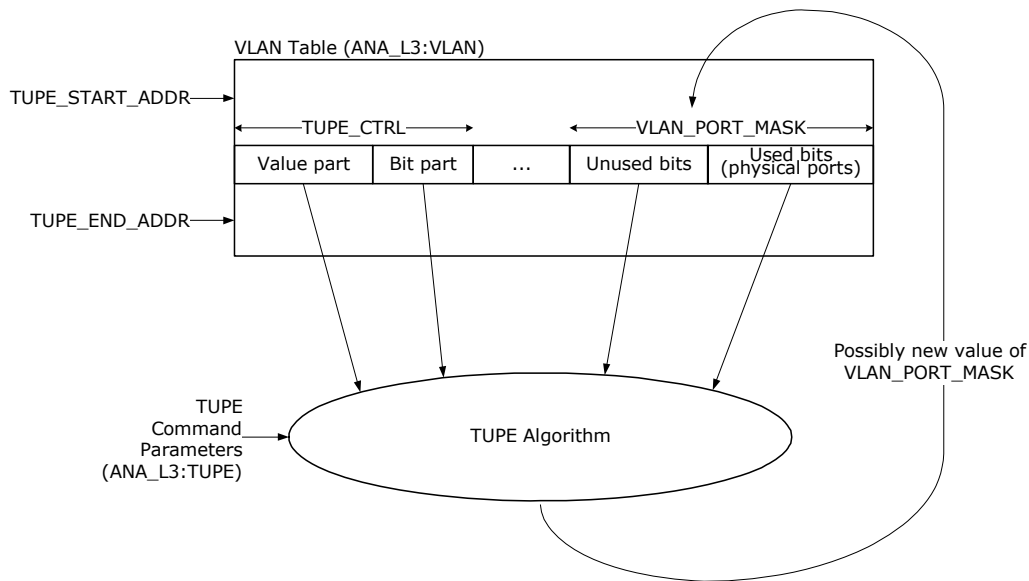 VLAN Table (ANA_L3:VLAN)
TUPE_START_ADDR
TUPE_CTRL
VLAN_PORT_MASK
Value part
Bit part
...
Unused bits
Used bits
(physical ports)
TUPE_END_ADDR
Possibly new value of
VLAN_PORT_MASK
TUPE
Command
Parameters
(ANA_L3:TUPE)
TUPE Algorithm